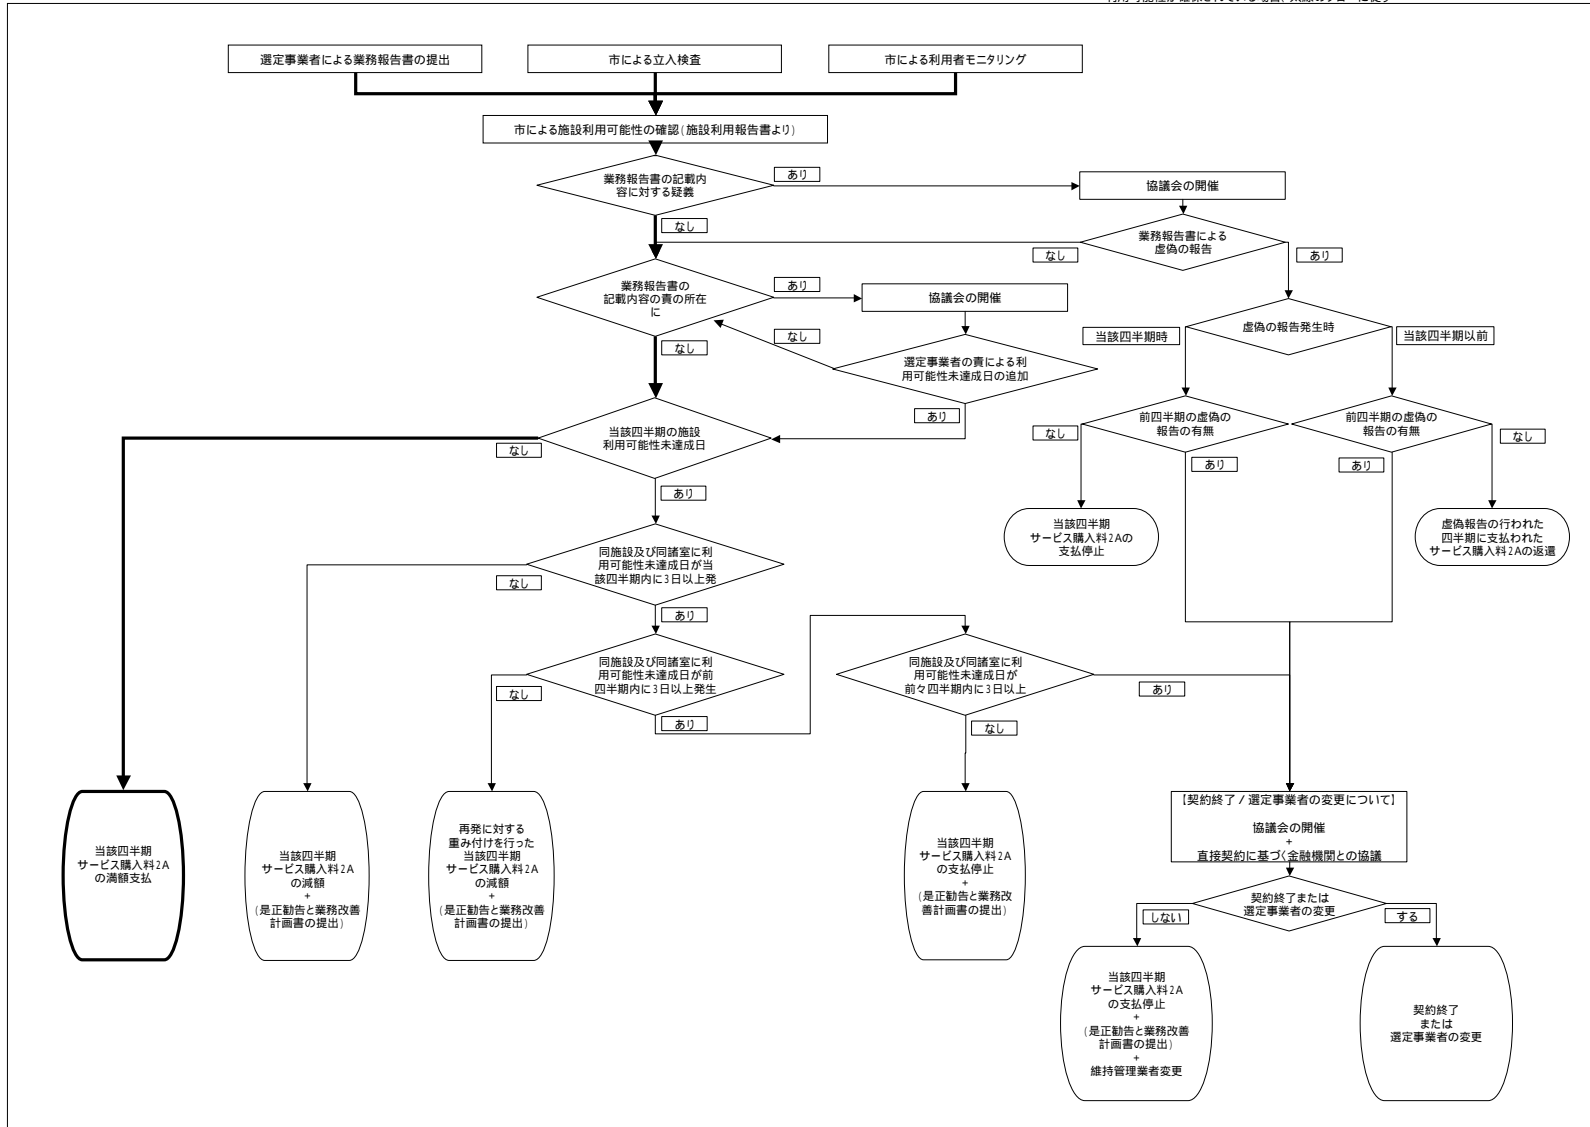 選定事業者による業務報告書の提出
市による立入検査
市による利用者モニタリング
市による施設利用可能性の確認(施設利用報告書より)
業務報告書の記載内
容に対する疑義
あり
なし
協議会の開催
業務報告書による
虚偽の報告
なし
あり
業務報告書の
記載内容の責の所在
に
あり
なし
協議会の開催
なし
選定事業者の責による利
用可能性未達成日の追加
あり
虚偽の報告発生時
当該四半期時
当該四半期以前
前四半期の虚偽の
報告の有無
なし
あり
前四半期の虚偽の
報告の有無
あり
なし
当該四半期
サービス購入料2Aの
支払停止
虚偽報告の行われた
四半期に支払われた
サービス購入料2Aの返還
当該四半期の施設
利用可能性未達成日
なし
あり
同施設及び同諸室に利
用可能性未達成日が当
該四半期内に3日以上発
なし
あり
同施設及び同諸室に利
用可能性未達成日が前
四半期内に3日以上発生
なし
あり
同施設及び同諸室に利
用可能性未達成日が
前々四半期内に3日以上
あり
なし
当該四半期
サービス購入料2A
の満額支払
当該四半期
サービス購入料2A
の減額
+
(是正勧告と業務改善
計画書の提出)
再発に対する
重み付けを行った
当該四半期
サービス購入料2A
の減額
+
(是正勧告と業務改善
計画書の提出)
当該四半期
サービス購入料2A
の支払停止
+
(是正勧告と業務改
善計画書の提出)
【契約終了/選定事業者の変更について】
協議会の開催
+
直接契約に基づく金融機関との協議
契約終了または
選定事業者の変更
しない
する
当該四半期
サービス購入料2A
の支払停止
+
(是正勧告と業務改善
計画書の提出)
+
維持管理業者変更
契約終了
または
選定事業者の変更